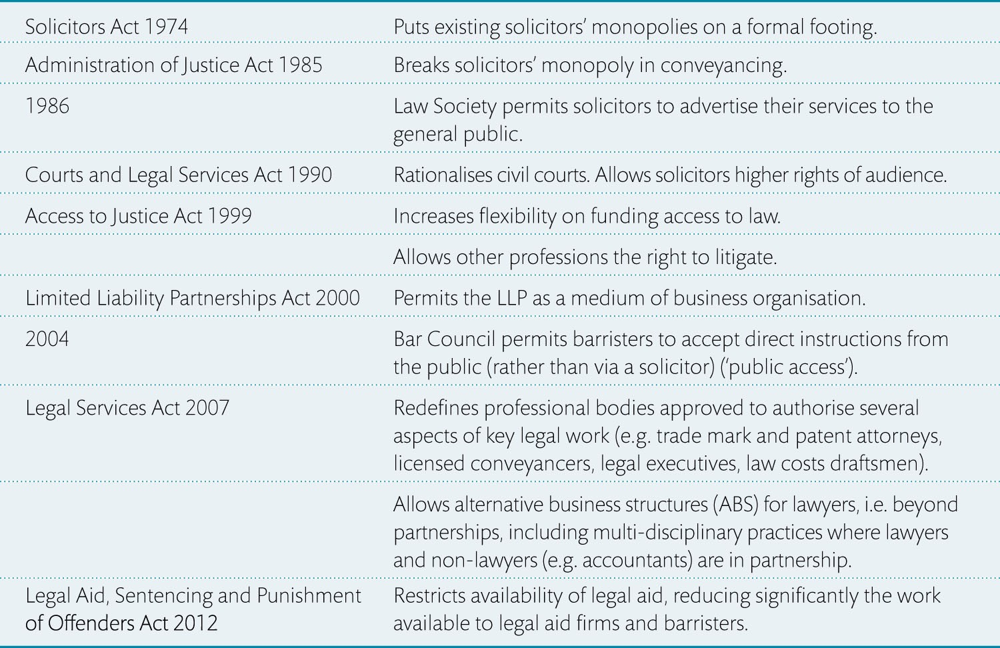 Solicitors Act 1974 Puts existing solicitors’ monopolies on a formal footing.
Administration of Justice Act 1985 Breaks solicitors’ monopoly in conveyancing.
1986 Law Society permits solicitors to advertise their services to the
general public.
Courts and Legal Services Act 1990 Rationalises civil courts. Allows solicitors higher rights of audience.
Access to Justice Act 1999 Increases flexibility on funding access to law.
Allows other professions the right to litigate.
Limited Liability Partnerships Act 2000 Permits the LLP as a medium of business organisation.
2004 Bar Council permits barristers to accept direct instructions from
the public (rather than via a solicitor) (‘public access’).
Legal Services Act 2007 Redefines professional bodies approved to authorise several
aspects of key legal work (e.g. trade mark and patent attorneys,
licensed conveyancers, legal executives, law costs draftsmen).
Allows alternative business structures (ABS) for lawyers, i.e. beyond
partnerships, including multi-disciplinary practices where lawyers
and non-lawyers (e.g. accountants) are in partnership.
Legal Aid, Sentencing and Punishment Restricts availability of legal aid, reducing significantly the work
of Offenders Act 2012 available to legal aid firms and barristers.